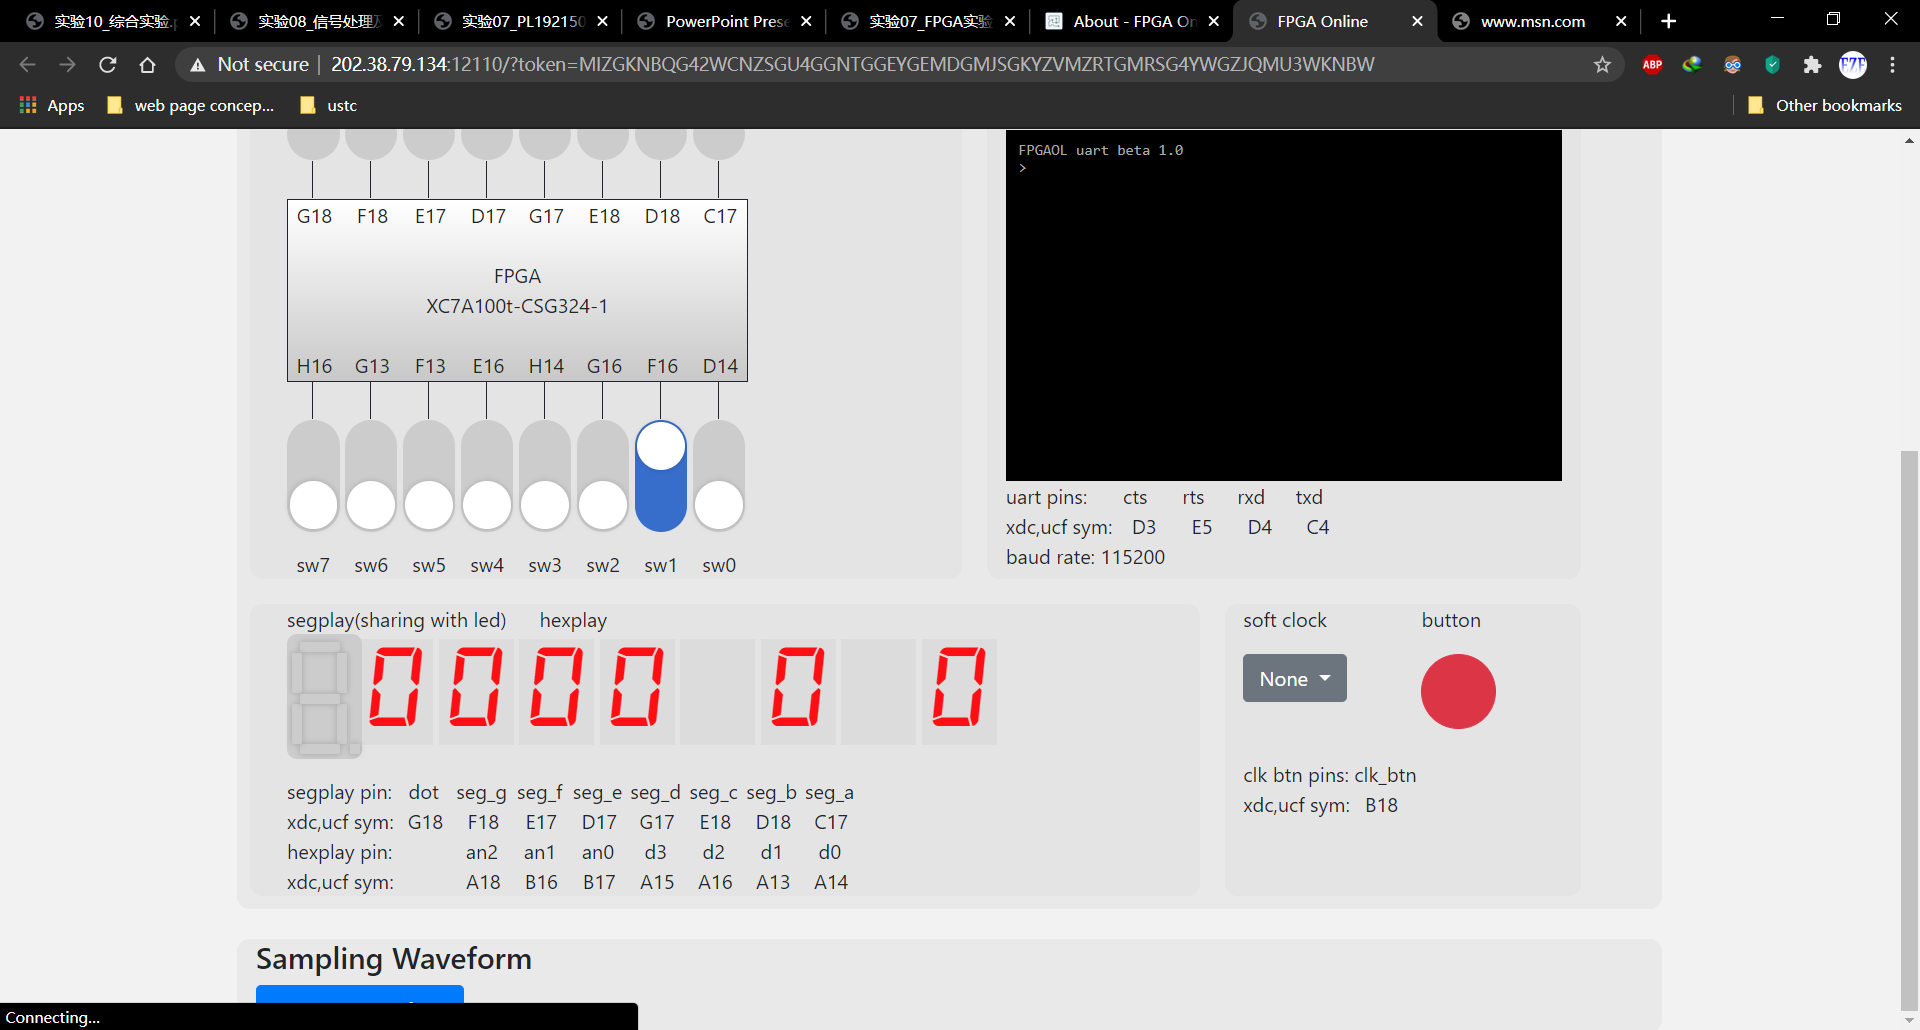 实验10_综合实验.p
实验08_信号处理及
实验07_PL192150
PowerPoint Prese
实验07_FPGA实验
About - FPGA On
FPGA Online
www.msn.com
Not secure | 202.38.79.134:12110/?token=MIZGKNBQG42WCNZSGU4GGNTGGEYGEMDGMJSGKYZVMZRTGMRSG4YWGZJQMU3WKNBW
ABP
FZF
Apps
web page concep...
ustc
Other bookmarks
G18 F18 E17 D17 G17 E18 D18 C17
FPGA
XC7A100t-CSG324-1
H16 G13 F13 E16 H14 G16 F16 D14
sw7 sw6 sw5 sw4 sw3 sw2 sw1 sw0
FPGAOL uart beta 1.0
>
uart pins: cts rts rxd txd
xdc,ucf sym: D3 E5 D4 C4
baud rate: 115200
segplay(sharing with led) hexplay
0 0 0 0 0 0
segplay pin: dot seg_g seg_f seg_e seg_d seg_c seg_b seg_a
xdc,ucf sym: G18 F18 E17 D17 G17 E18 D18 C17
hexplay pin: an2 an1 an0 d3 d2 d1 d0
xdc,ucf sym: A18 B16 B17 A15 A16 A13 A14
soft clock button
None
clk btn pins: clk_btn
xdc,ucf sym: B18
Sampling Waveform
Connecting...